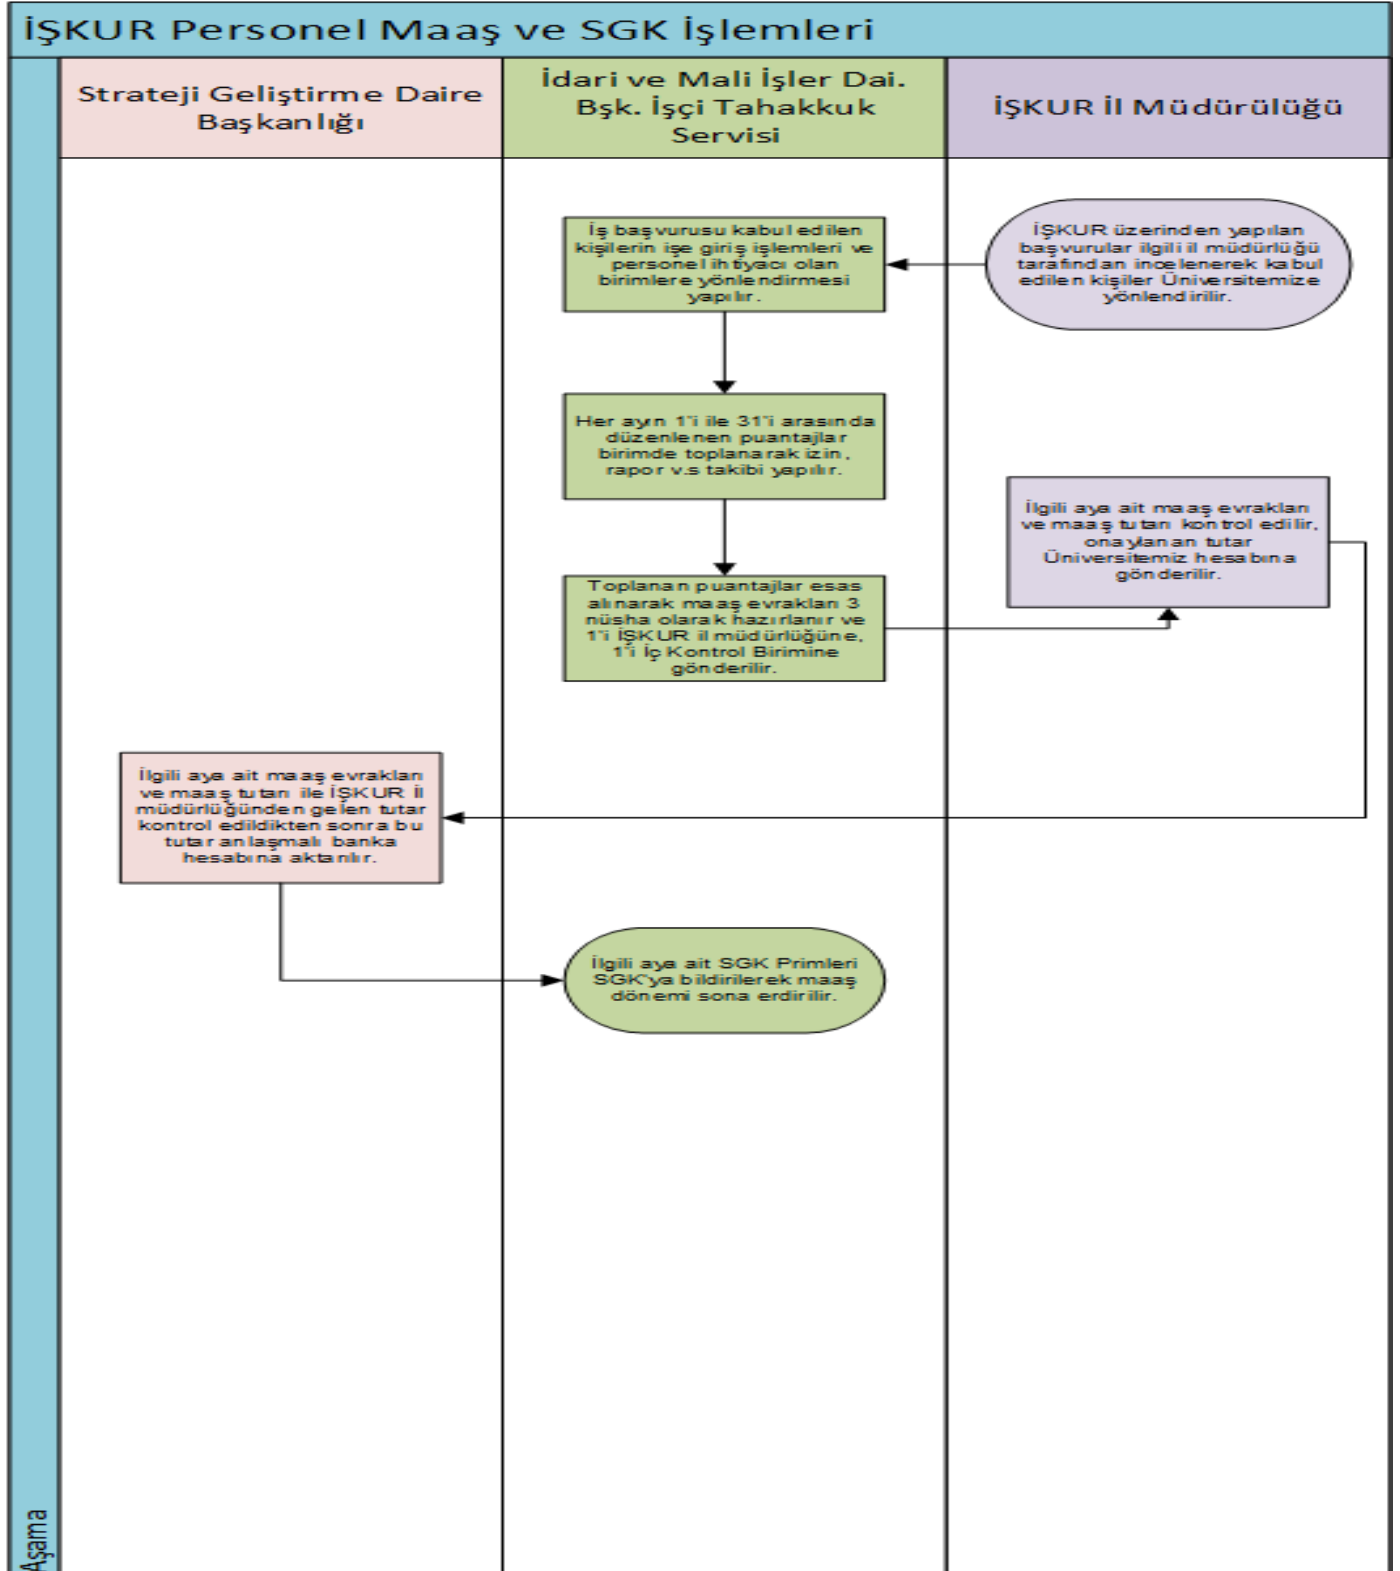 İŞKUR Personel Maaş ve SGK İşlemleri
Strateji Geliştirme Daire
Başkanlığı
İdari ve Mali İşler Dai.
Bşk. İşçi Tahakkuk
Servisi
İŞKUR İl Müdürülüğü
İŞKUR üzerinden yapılan
başvurular ilgili il müdürlüğü
tarafından incelenerek kabul
edilen kişiler Üniversitemize
yönlendirilir.
İş başvurusu kabul edilen
kişilerin işe giriş işlemleri ve
personel ihtiyacı olan
birimlere yönlendirmesi
yapılır.
Her ayın 1'i ile 31'i arasında
düzenlenen puantajlar
birimde toplanarak izin,
rapor v.s takibi yapılır.
Toplanan puantajlar esas
alınarak maaş evrakları 3
nüsha olarak hazırlanır ve
1'i İŞKUR il müdürlüğüne,
1'i İç Kontrol Birimine
gönderilir.
İlgili aya ait maaş evrakları
ve maaş tutarı kontrol edilir,
onaylanan tutar
Üniversitemiz hesabına
gönderilir.
İlgili aya ait maaş evrakları
ve maaş tutarı ile İŞKUR İl
müdürlüğünden gelen tutar
kontrol edildikten sonra bu
tutar anlaşmalı banka
hesabına aktarılır.
İlgili aya ait SGK Primleri
SGK'ya bildirilerek maaş
dönemi sona erdirilir.
Aşama